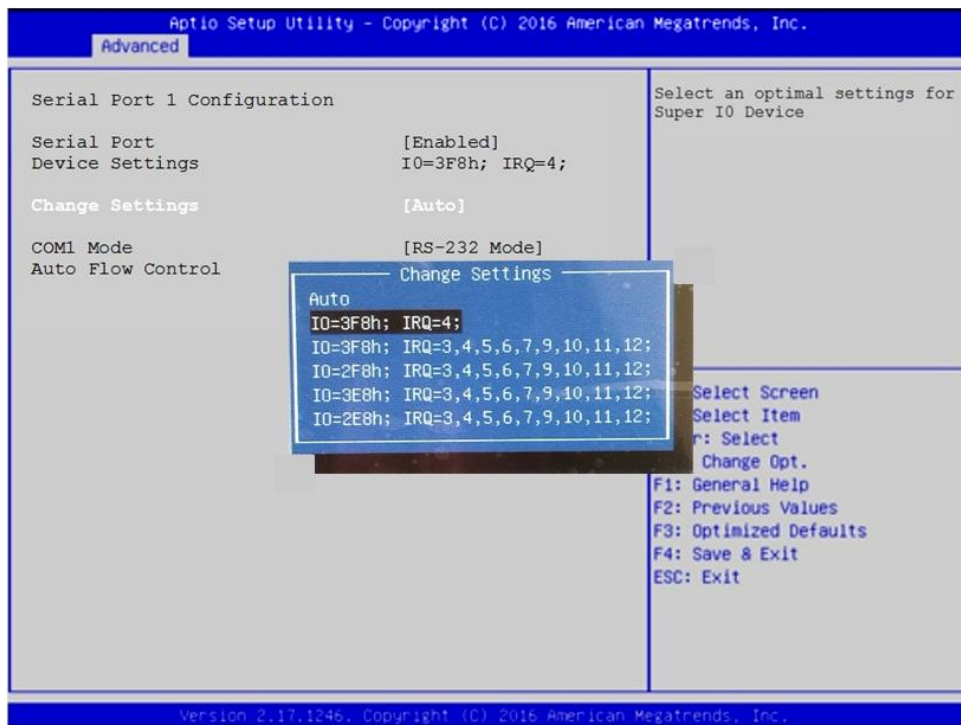 Aptio Setup Utility - Copyright (C) 2016 American Megatrends, Inc.
Advanced
Serial Port 1 Configuration
Serial Port [Enabled]
Device Settings IO=3F8h; IRQ=4;
Change Settings [Auto]
COM1 Mode [RS-232 Mode]
Auto Flow Control
Change Settings
Auto
IO=3F8h; IRQ=4;
IO=3F8h; IRQ=3,4,5,6,7,9,10,11,12;
IO=2F8h; IRQ=3,4,5,6,7,9,10,11,12;
IO=3E8h; IRQ=3,4,5,6,7,9,10,11,12;
IO=2E8h; IRQ=3,4,5,6,7,9,10,11,12;
Select an optimal settings for
Super IO Device
Select Screen
Select Item
r: Select
Change Opt.
F1: General Help
F2: Previous Values
F3: Optimized Defaults
F4: Save & Exit
ESC: Exit
Version 2.17.1246. Copyright (C) 2016 American Megatrends, Inc.